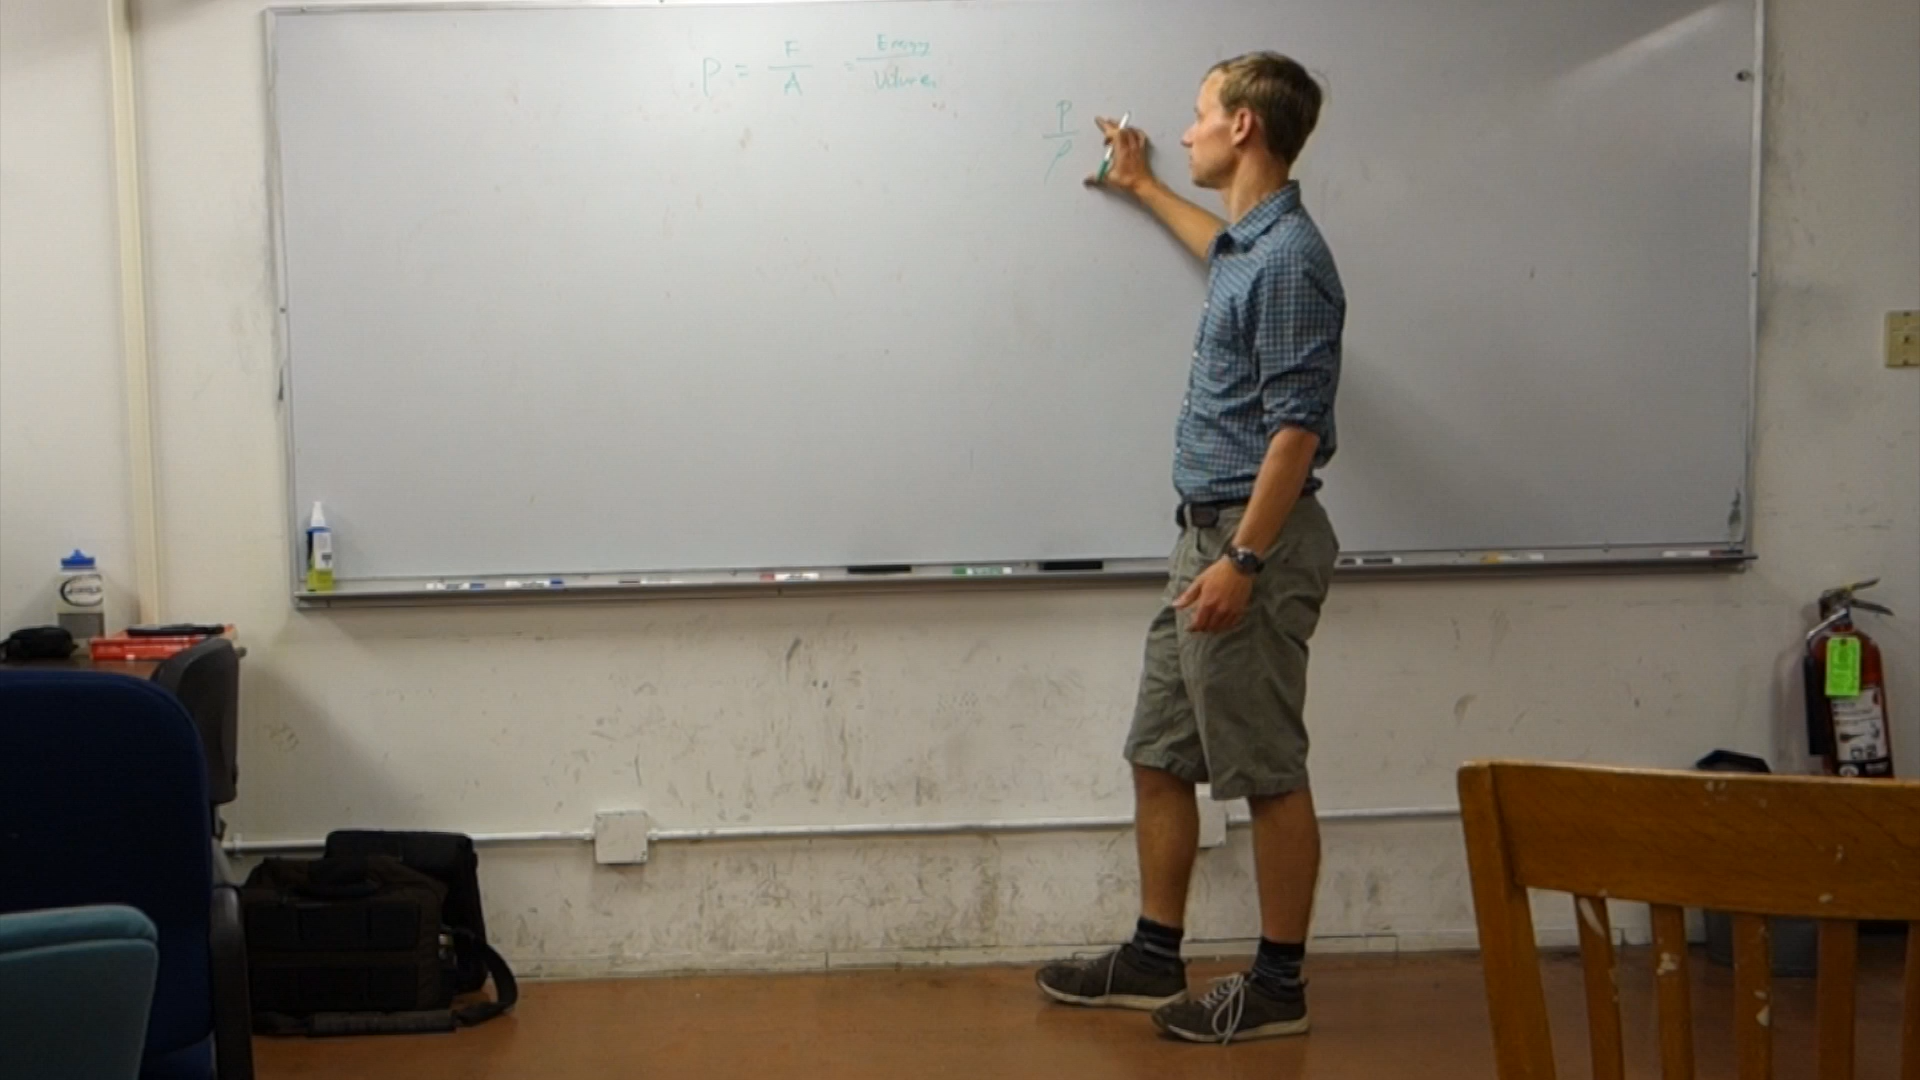 P = F/A = Energy/Volume
P/ρ